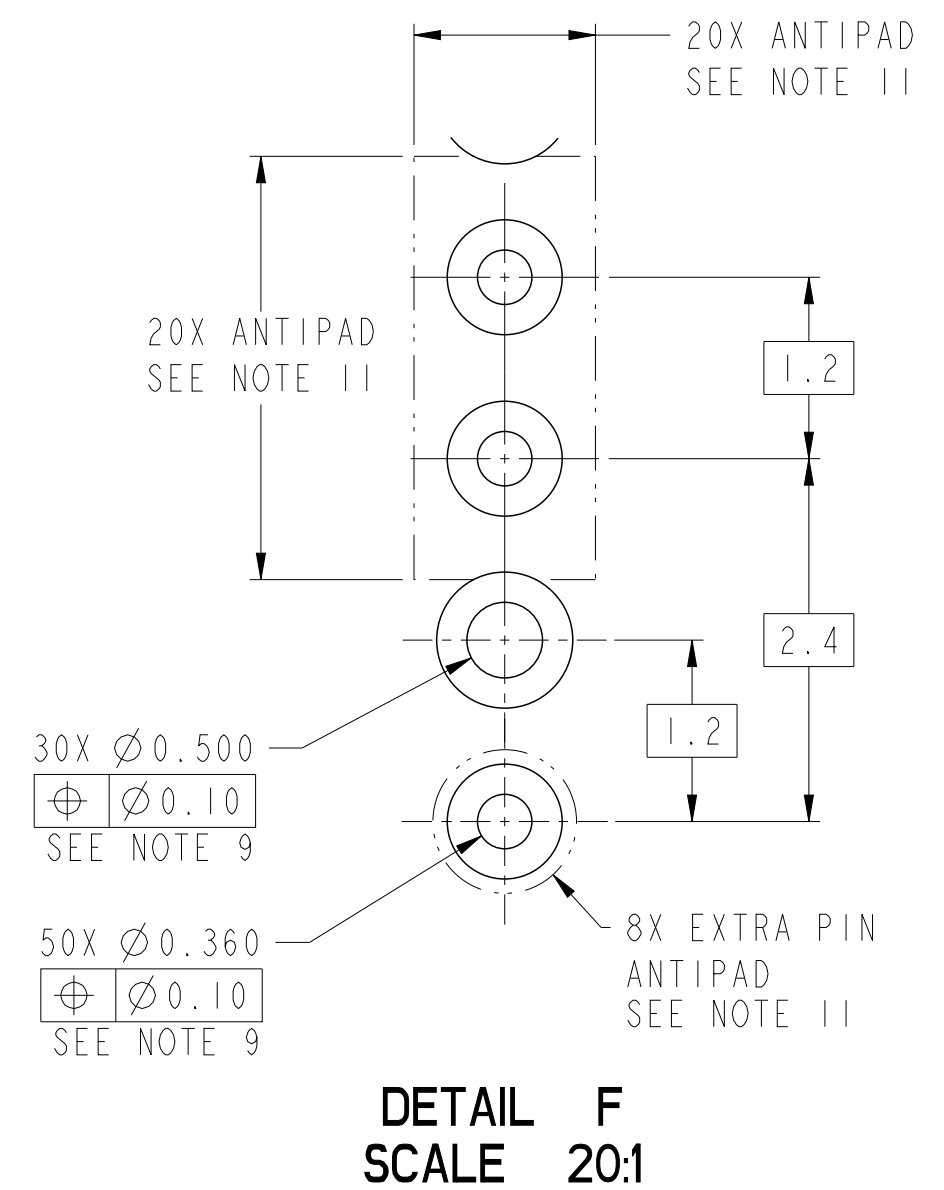 20X ANTIPAD
SEE NOTE 11
20X ANTIPAD
SEE NOTE 11
1.2
2.4
1.2
30X ⌀0.500
⌖ ⌀0.10
SEE NOTE 9
50X ⌀0.360
⌖ ⌀0.10
SEE NOTE 9
8X EXTRA PIN
ANTIPAD
SEE NOTE 11
DETAIL F
SCALE 20:1